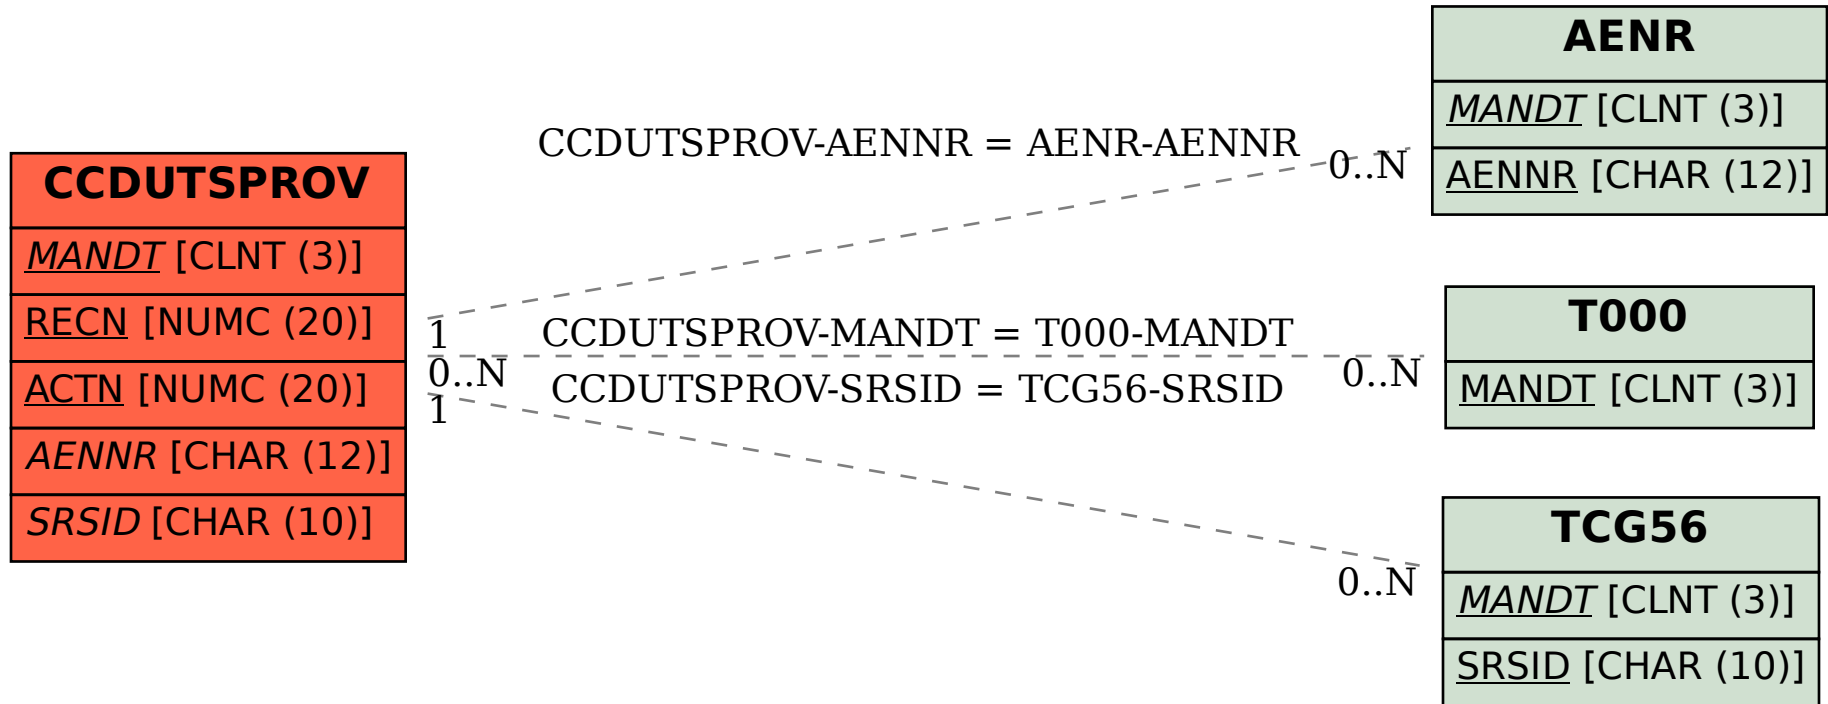 CCDUTSPROV
MANDT [CLNT (3)]
RECN [NUMC (20)]
ACTN [NUMC (20)]
AENNR [CHAR (12)]
SRSID [CHAR (10)]
CCDUTSPROV-AENNR = AENR-AENNR
0..N
1
CCDUTSPROV-MANDT = T000-MANDT
0..N
0..N
CCDUTSPROV-SRSID = TCG56-SRSID
1
0..N
AENR
MANDT [CLNT (3)]
AENNR [CHAR (12)]
T000
MANDT [CLNT (3)]
TCG56
MANDT [CLNT (3)]
SRSID [CHAR (10)]